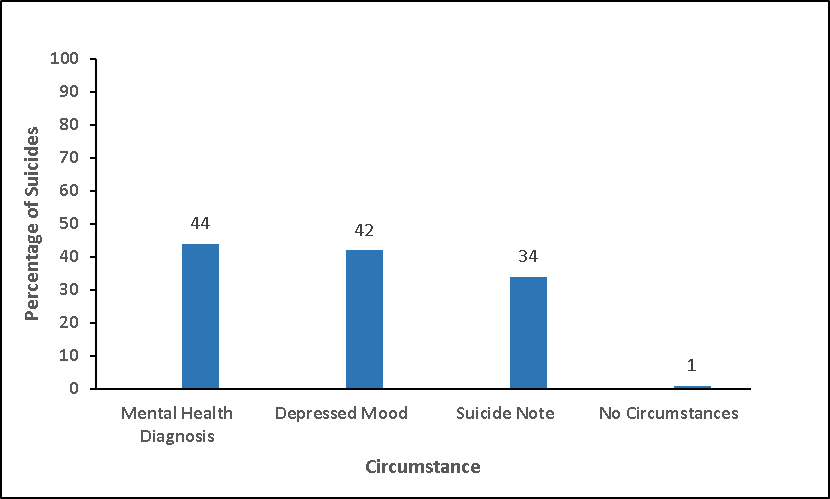 Percentage of Suicides
100
90
80
70
60
50
40
30
20
10
0
44
42
34
1
Mental Health
Diagnosis
Depressed Mood
Suicide Note
No Circumstances
Circumstance